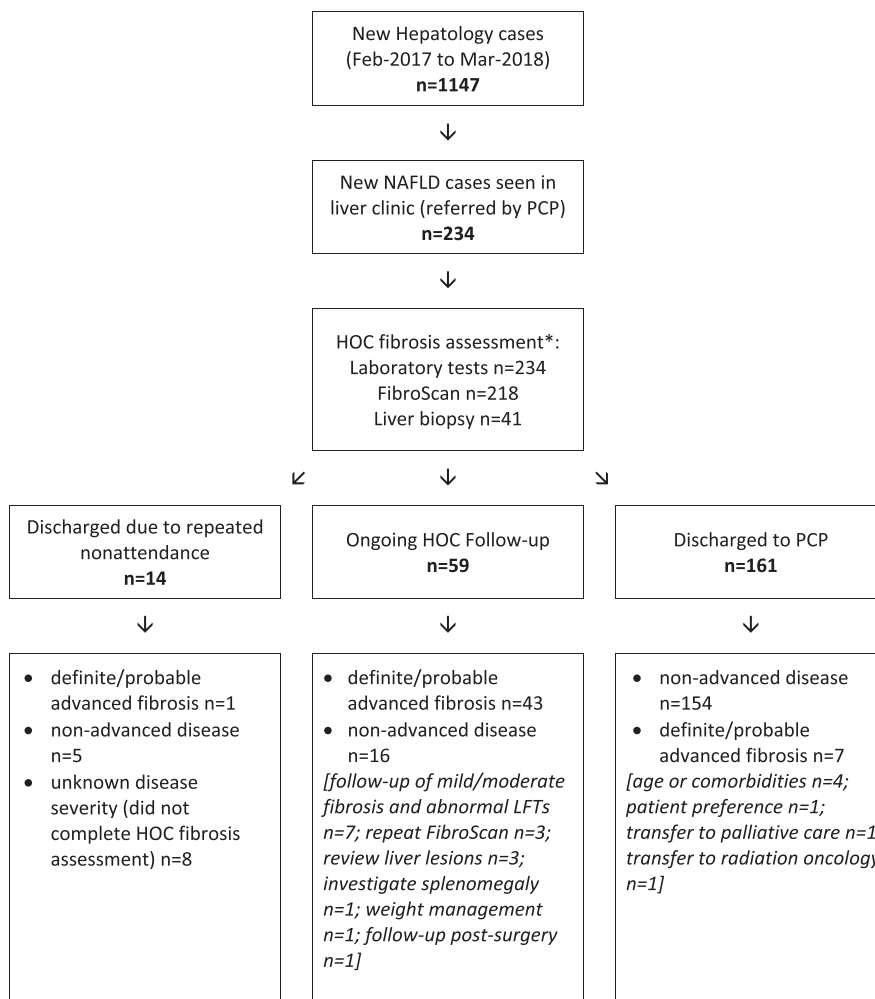 New Hepatology cases
(Feb-2017 to Mar-2018)
n=1147
New NAFLD cases seen in
liver clinic (referred by PCP)
n=234
HOC fibrosis assessment*:
Laboratory tests n=234
FibroScan n=218
Liver biopsy n=41
Discharged due to repeated
nonattendance
n=14
Ongoing HOC Follow-up
n=59
Discharged to PCP
n=161
• definite/probable
advanced fibrosis n=1
• non-advanced disease
n=5
• unknown disease
severity (did not
complete HOC fibrosis
assessment) n=8
• definite/probable
advanced fibrosis n=43
• non-advanced disease
n=16
[follow-up of mild/moderate
fibrosis and abnormal LFTs
n=7; repeat FibroScan n=3;
review liver lesions n=3;
investigate splenomegaly
n=1; weight management
n=1; follow-up post-surgery
n=1]
• non-advanced disease
n=154
• definite/probable
advanced fibrosis n=7
[age or comorbidities n=4;
patient preference n=1;
transfer to palliative care n=1
transfer to radiation oncology
n=1]